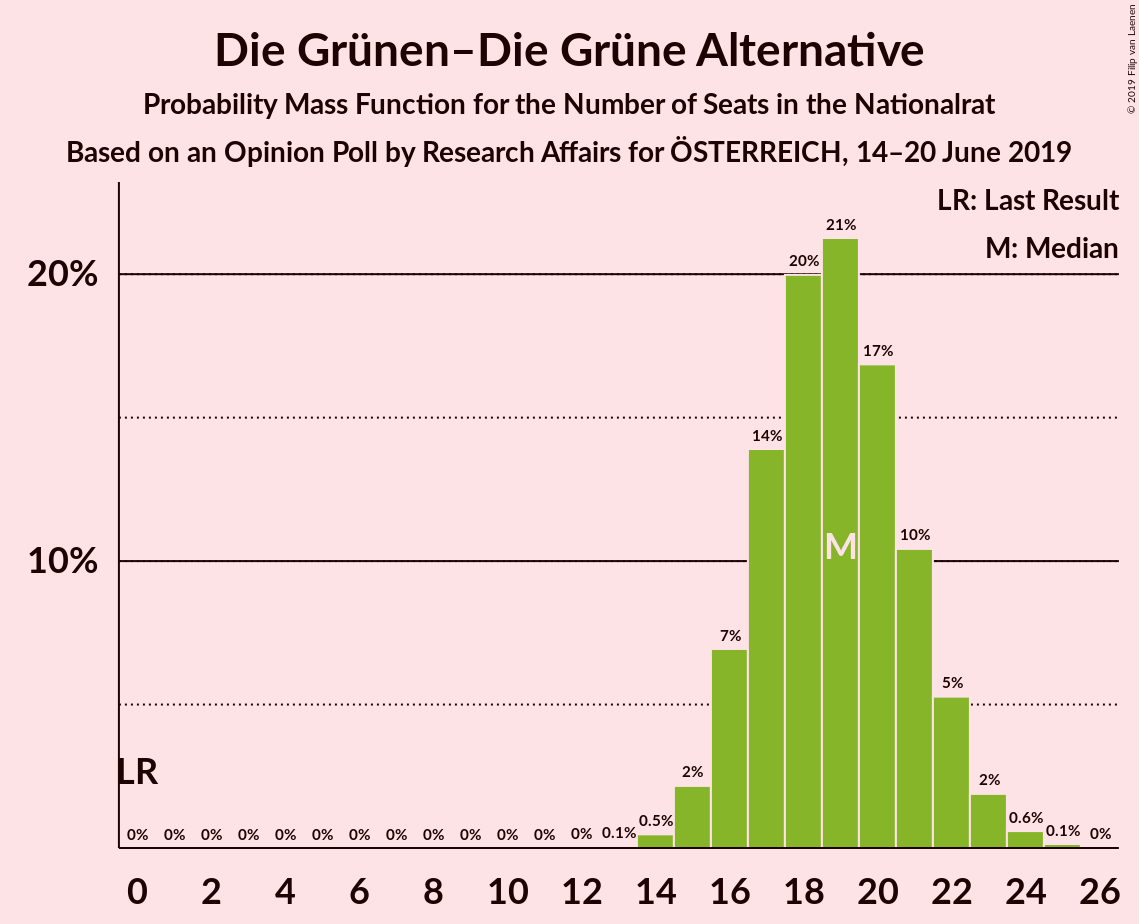 Die Grünen–Die Grüne Alternative
Probability Mass Function for the Number of Seats in the Nationalrat
Based on an Opinion Poll by Research Affairs for ÖSTERREICH, 14–20 June 2019
© 2019 Filip van Laenen
LR: Last Result
M: Median
21%
20%
20%
17%
14%
10%
M
10%
7%
5%
LR
2%
2%
0% 0% 0% 0% 0% 0% 0% 0% 0% 0% 0% 0% 0% 0.1% 0.5% 0.6% 0.1% 0%
0 2 4 6 8 10 12 14 16 18 20 22 24 26